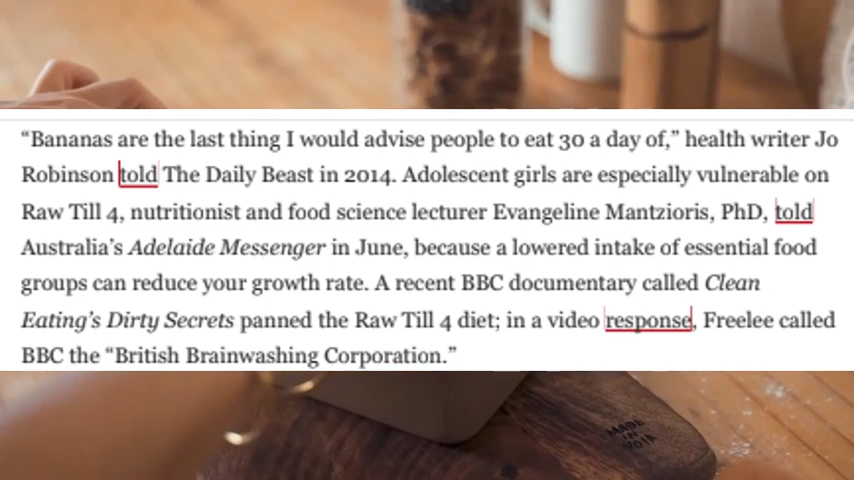 “Bananas are the last thing I would advise people to eat 30 a day of,” health writer Jo
Robinson told The Daily Beast in 2014. Adolescent girls are especially vulnerable on
Raw Till 4, nutritionist and food science lecturer Evangeline Mantzioris, PhD, told
Australia’s Adelaide Messenger in June, because a lowered intake of essential food
groups can reduce your growth rate. A recent BBC documentary called Clean
Eating’s Dirty Secrets panned the Raw Till 4 diet; in a video response, Freelee called
BBC the “British Brainwashing Corporation.”
MADE
IN